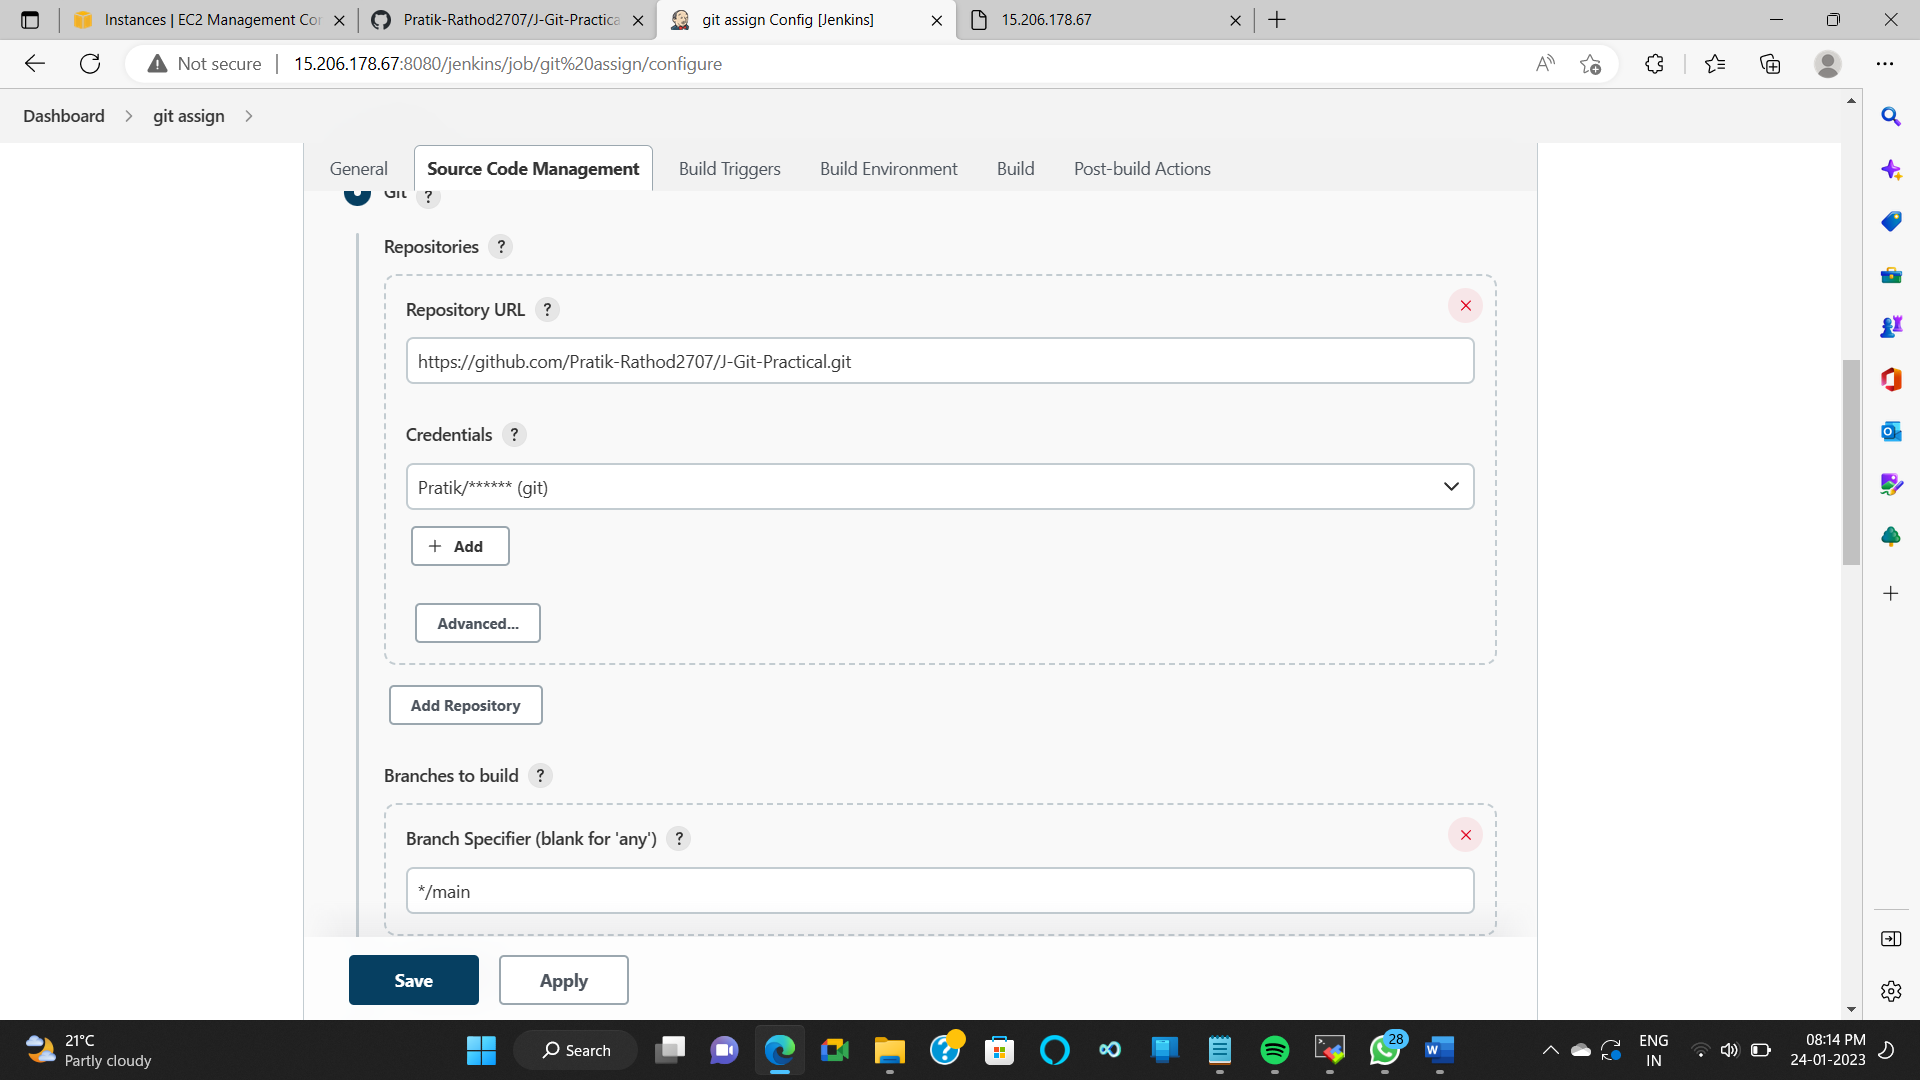 Instances | EC2 Management Cor
Pratik-Rathod2707/J-Git-Practica
git assign Config [Jenkins]
15.206.178.67
Not secure
15.206.178.67:8080/jenkins/job/git%20assign/configure
Dashboard
git assign
General
Source Code Management
Build Triggers
Build Environment
Build
Post-build Actions
Git ?
Repositories ?
Repository URL ?
https://github.com/Pratik-Rathod2707/J-Git-Practical.git
Credentials ?
Pratik/****** (git)
+ Add
Advanced...
Add Repository
Branches to build ?
Branch Specifier (blank for 'any') ?
*/main
Save
Apply
21°C
Partly cloudy
Search
28
ENG
IN
08:14 PM
24-01-2023